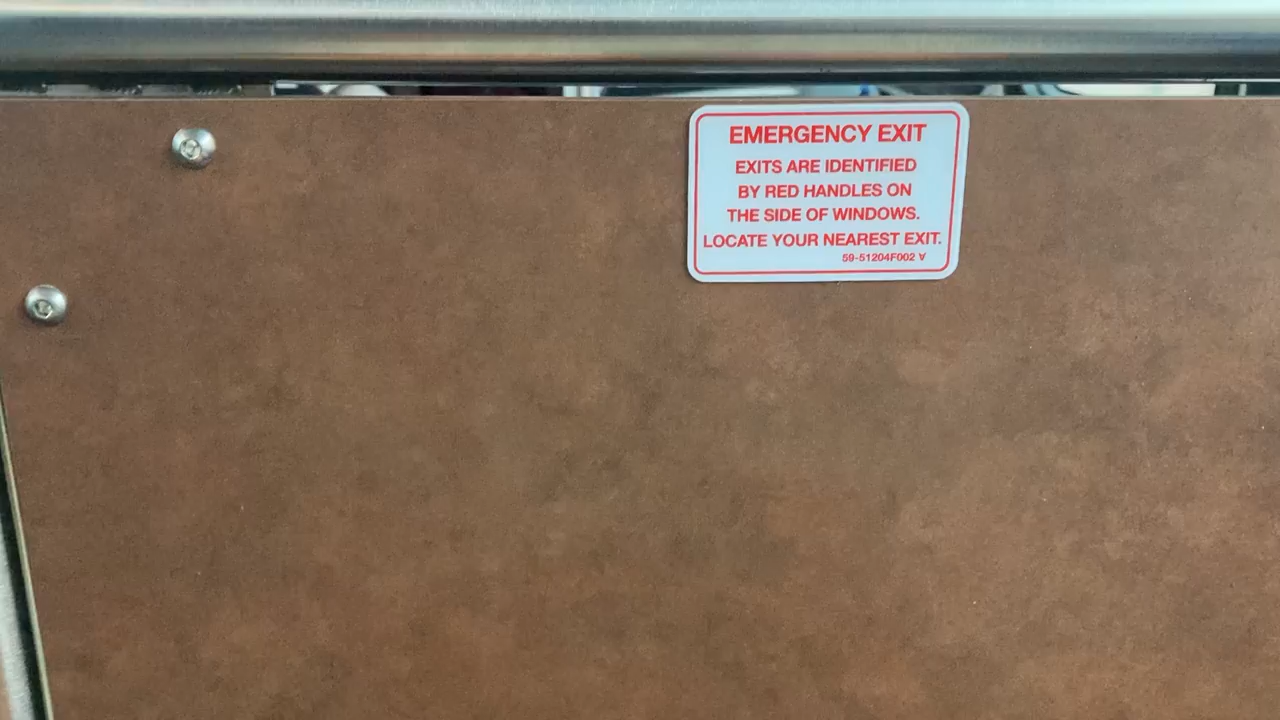 EMERGENCY EXIT
EXITS ARE IDENTIFIED
BY RED HANDLES ON
THE SIDE OF WINDOWS.
LOCATE YOUR NEAREST EXIT.
59-51204F002 ∀